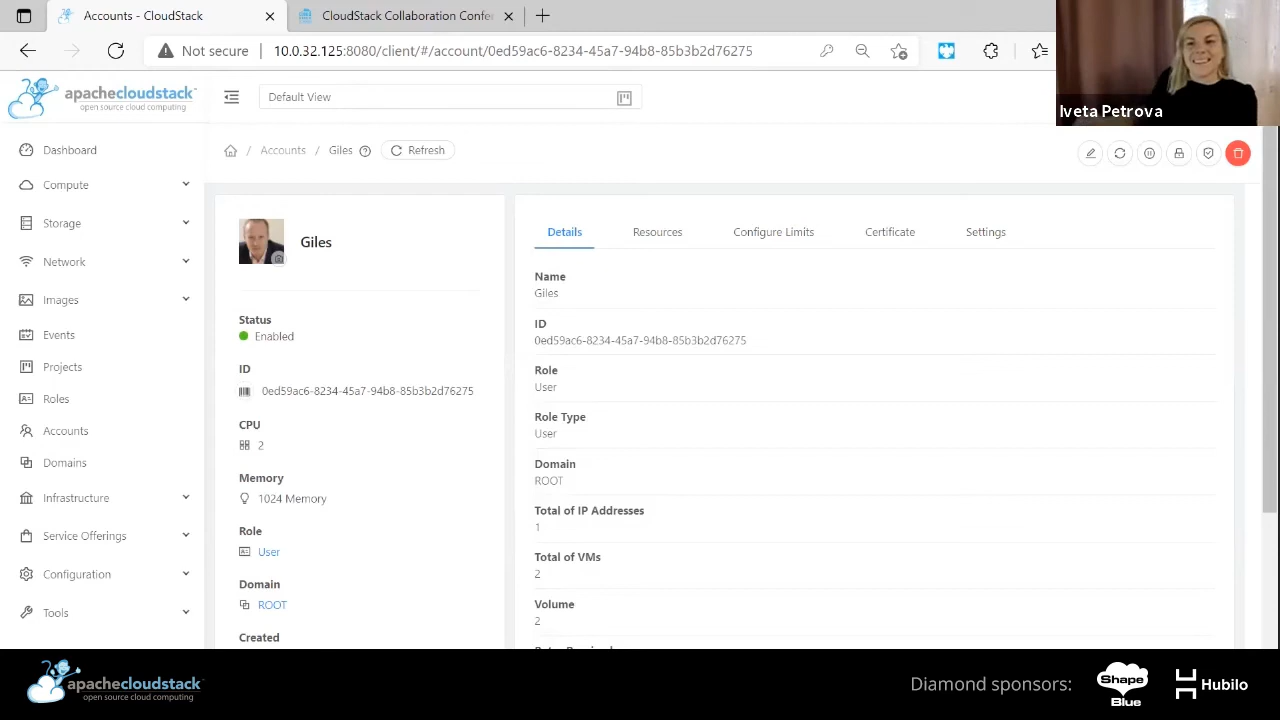 Apache CloudStack
CloudStack Collaboration Confer
Not secure
10.0.32.125:8080/client/#/account/0ed59ac6-8234-45a7-94b8-85b3b2d76275
Iveta Petrova
apachecloudstack™
open source cloud computing
Default View
Dashboard
Compute
Storage
Network
Images
Events
Projects
Roles
Accounts
Domains
Infrastructure
Service Offerings
Configuration
Tools
/ Accounts / Giles
Refresh
Giles
Status
Enabled
ID
0ed59ac6-8234-45a7-94b8-85b3b2d76275
CPU
2
Memory
1024 Memory
Role
User
Domain
ROOT
Created
Details Resources Configure Limits Certificate Settings
Name
Giles
ID
0ed59ac6-8234-45a7-94b8-85b3b2d76275
Role
User
Role Type
User
Domain
ROOT
Total of IP Addresses
1
Total of VMs
2
Volume
2
apachecloudstack™
open source cloud computing
Diamond sponsors:
Shape
Blue
Hubilo